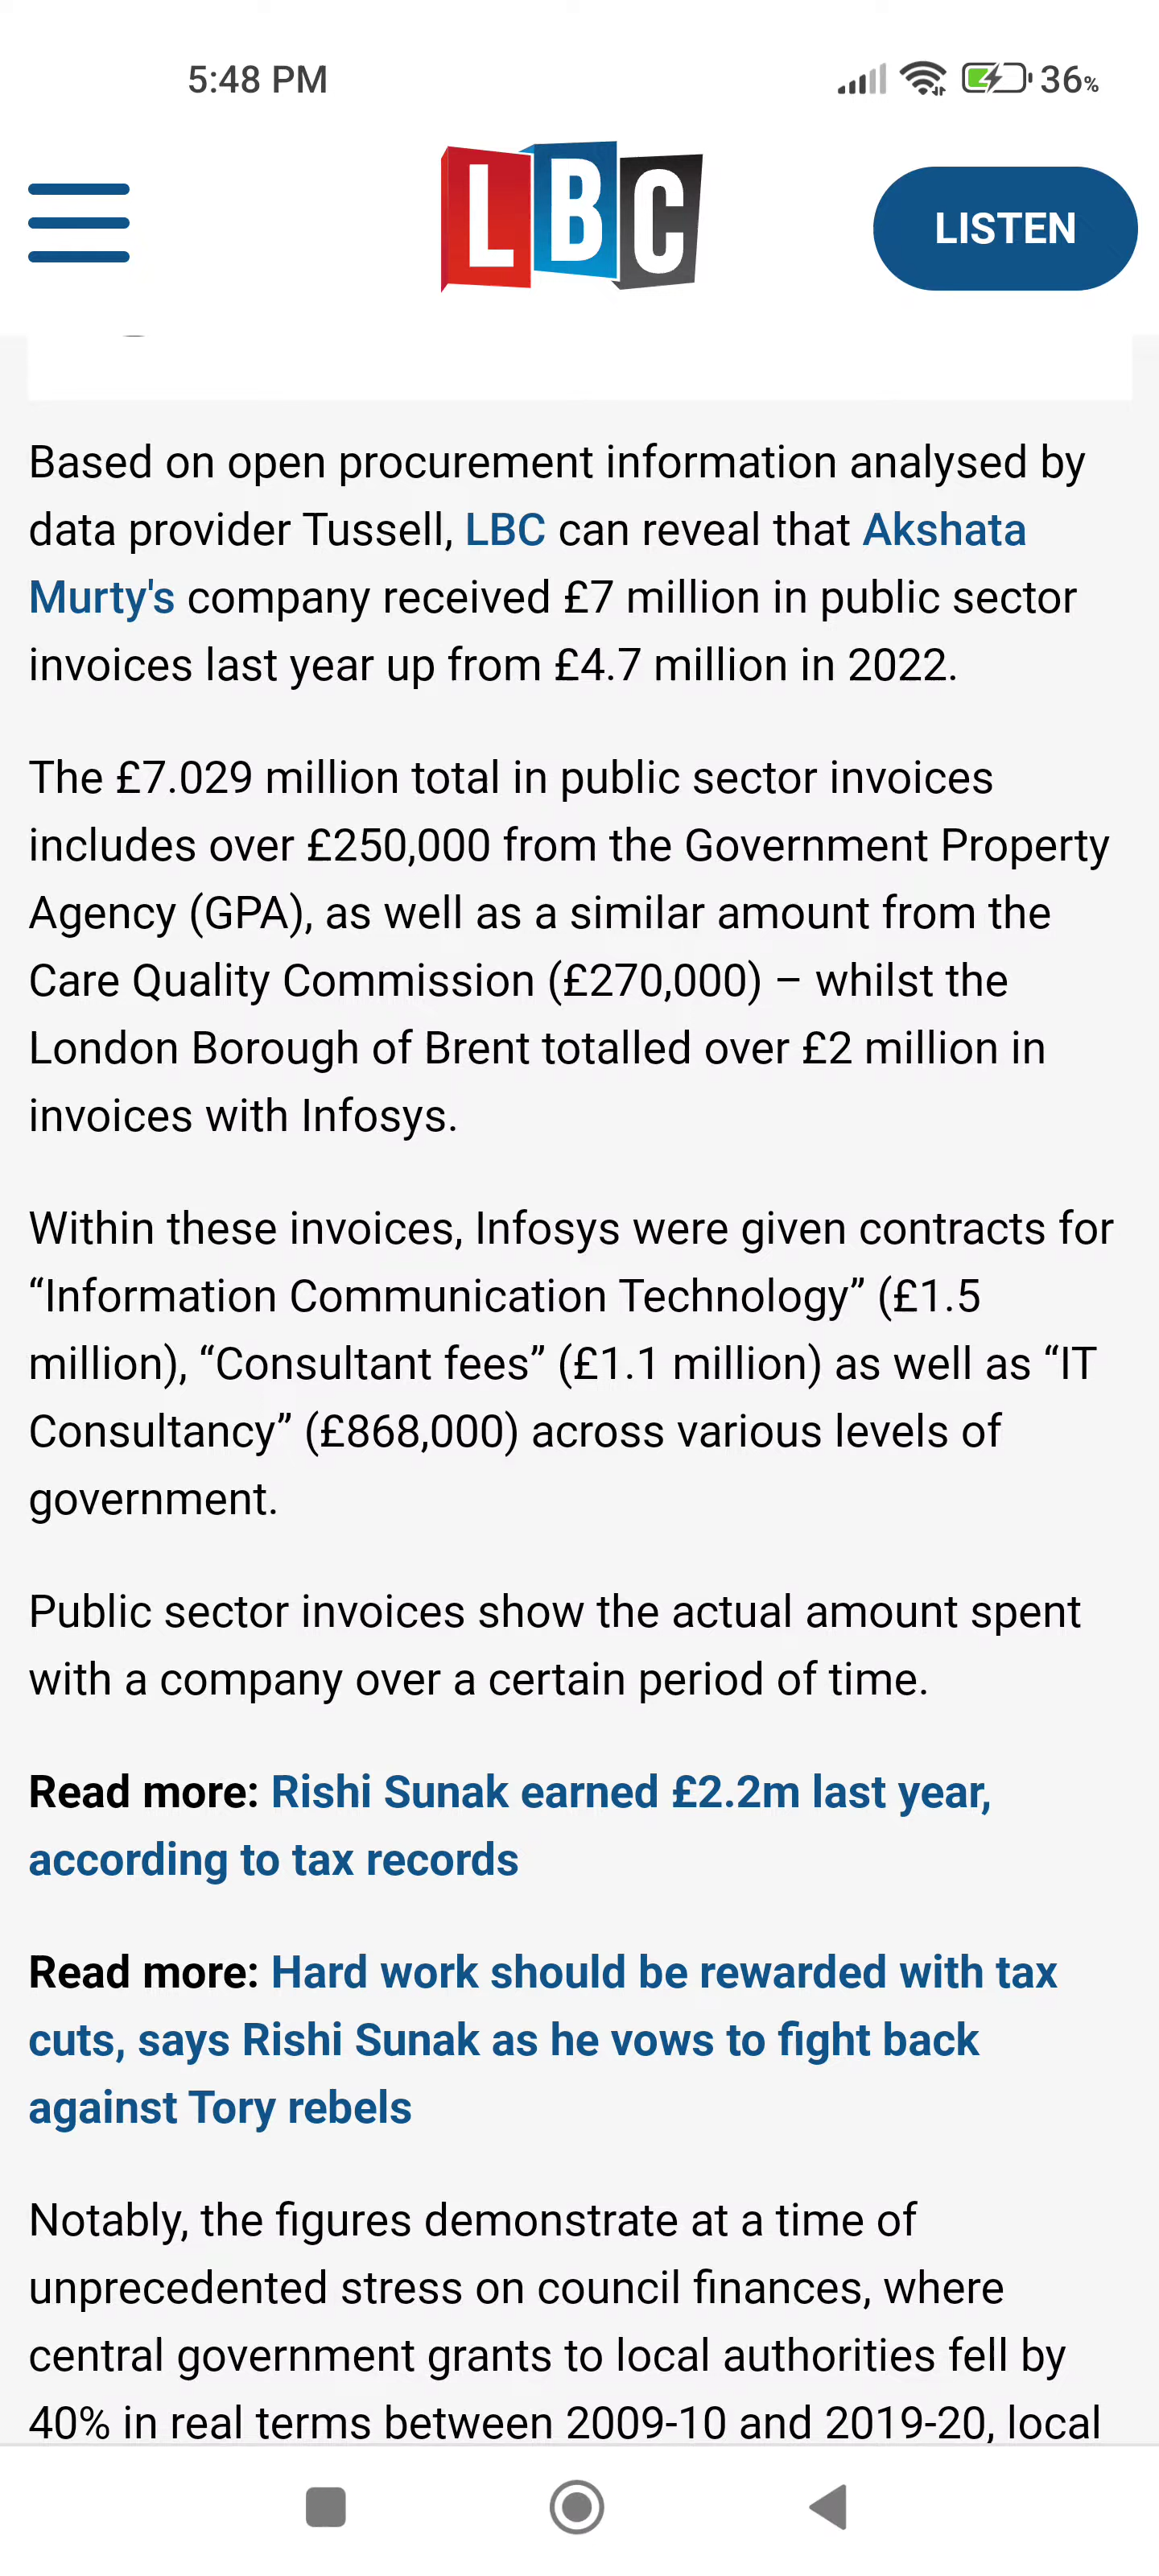 5:48 PM
36%
LBC
LISTEN
Based on open procurement information analysed by
data provider Tussell, LBC can reveal that Akshata
Murty's company received £7 million in public sector
invoices last year up from £4.7 million in 2022.
The £7.029 million total in public sector invoices
includes over £250,000 from the Government Property
Agency (GPA), as well as a similar amount from the
Care Quality Commission (£270,000) – whilst the
London Borough of Brent totalled over £2 million in
invoices with Infosys.
Within these invoices, Infosys were given contracts for
“Information Communication Technology” (£1.5
million), “Consultant fees” (£1.1 million) as well as “IT
Consultancy” (£868,000) across various levels of
government.
Public sector invoices show the actual amount spent
with a company over a certain period of time.
Read more: Rishi Sunak earned £2.2m last year,
according to tax records
Read more: Hard work should be rewarded with tax
cuts, says Rishi Sunak as he vows to fight back
against Tory rebels
Notably, the figures demonstrate at a time of
unprecedented stress on council finances, where
central government grants to local authorities fell by
40% in real terms between 2009-10 and 2019-20, local